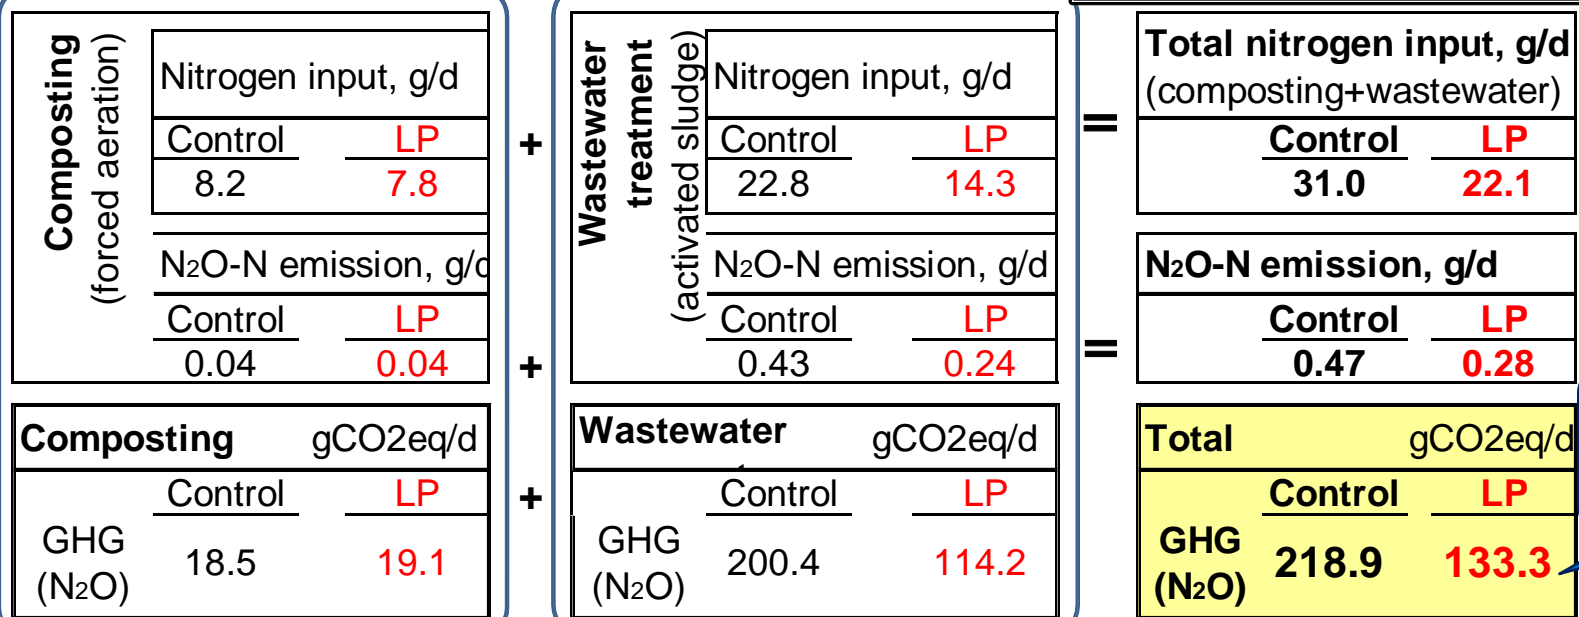 Composting
(forced aeration)
Nitrogen input, g/d
Control LP
8.2 7.8
N2O-N emission, g/d
Control LP
0.04 0.04
+
+
+
Wastewater
treatment
(activated sludge)
Nitrogen input, g/d
Control LP
22.8 14.3
N2O-N emission, g/d
Control LP
0.43 0.24
=
=
Total nitrogen input, g/d
(composting+wastewater)
Control LP
31.0 22.1
N2O-N emission, g/d
Control LP
0.47 0.28
Composting gCO2eq/d
Control LP
GHG
(N2O) 18.5 19.1
Wastewater gCO2eq/d
Control LP
GHG
(N2O) 200.4 114.2
Total gCO2eq/d
Control LP
GHG
(N2O) 218.9 133.3